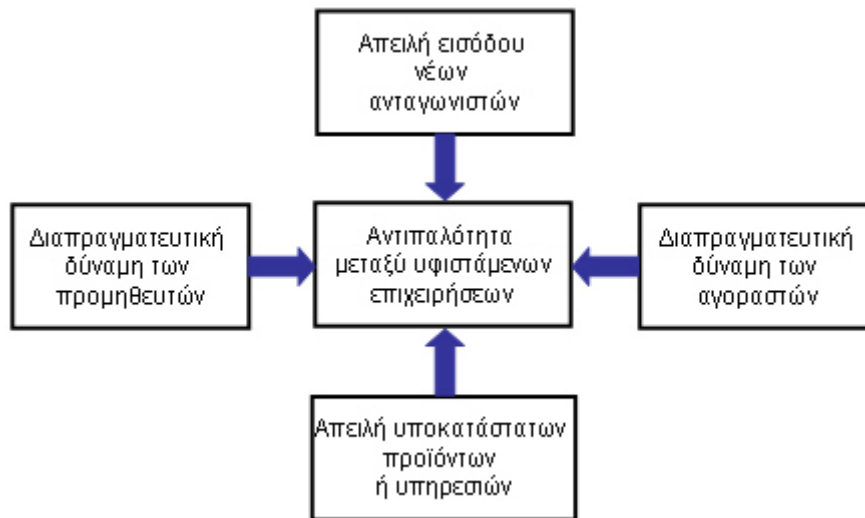 Απειλή εισόδου
νέων
ανταγωνιστών
Διαπραγματευτική
δύναμη των
προμηθευτών
Αντιπαλότητα
μεταξύ υφιστάμενων
επιχειρήσεων
Διαπραγματευτική
δύναμη των
αγοραστών
Απειλή υποκατάστατων
προϊόντων
ή υπηρεσιών